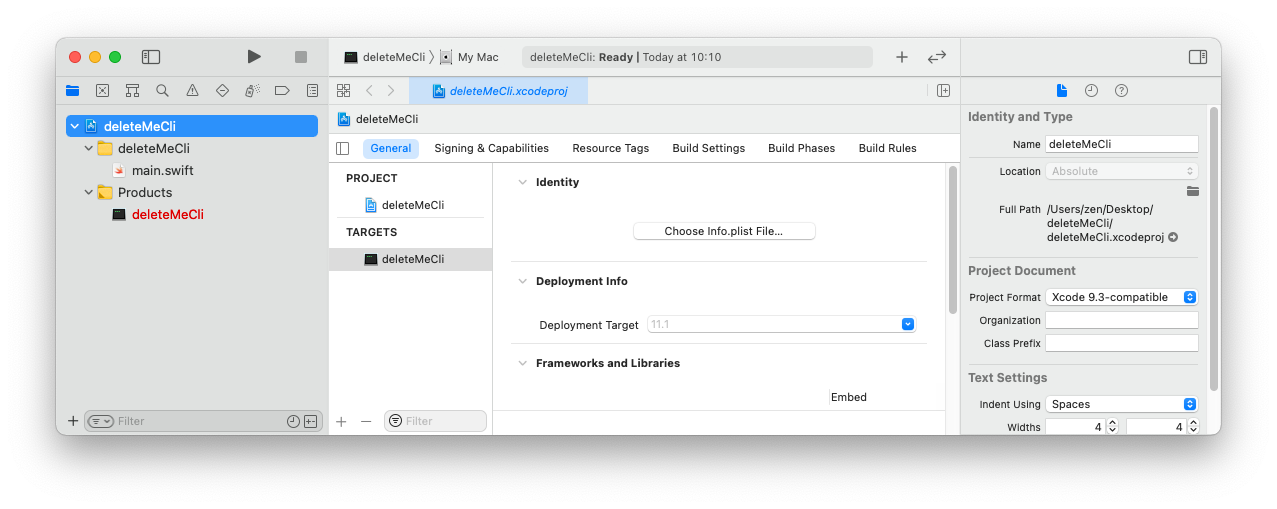 deleteMeCli 〉 My Mac
deleteMeCli: Ready | Today at 10:10
deleteMeCli
deleteMeCli
main.swift
Products
deleteMeCli
Filter
deleteMeCli.xcodeproj
deleteMeCli
General Signing & Capabilities Resource Tags Build Settings Build Phases Build Rules
PROJECT
deleteMeCli
TARGETS
deleteMeCli
Filter
Identity
Choose Info.plist File...
Deployment Info
Deployment Target 11.1
Frameworks and Libraries
Embed
Identity and Type
Name deleteMeCli
Location Absolute
Full Path /Users/zen/Desktop/
deleteMeCli/
deleteMeCli.xcodeproj
Project Document
Project Format Xcode 9.3-compatible
Organization
Class Prefix
Text Settings
Indent Using Spaces
Widths 4 4